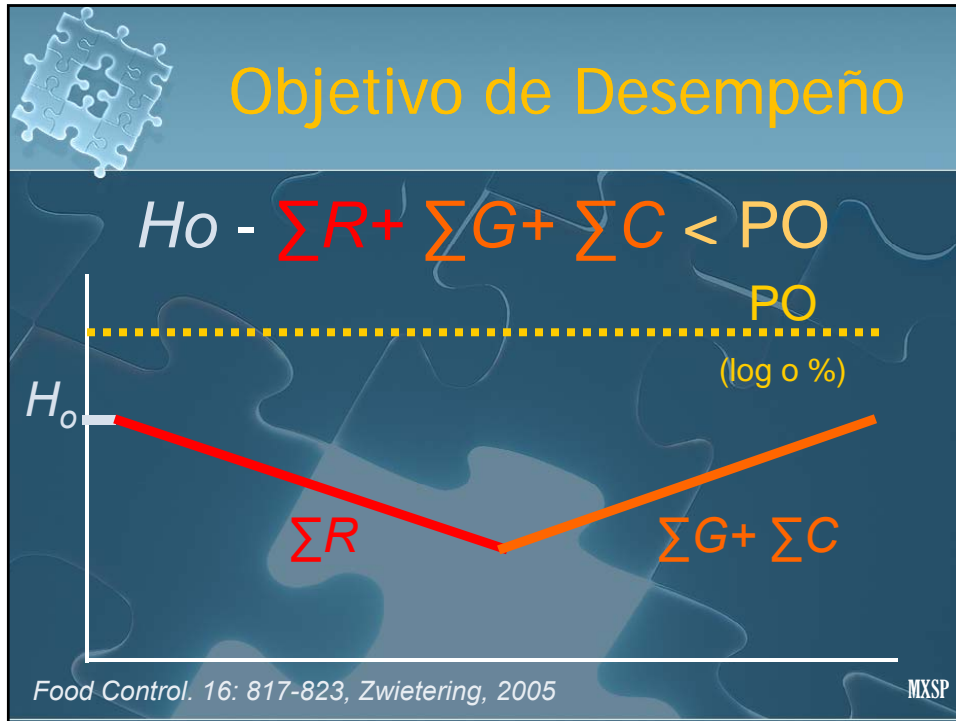 Objetivo de Desempeño
Ho - ∑R+ ∑G+ ∑C < PO
PO
(log o %)
Ho
∑R
∑G+ ∑C
Food Control. 16: 817-823, Zwietering, 2005
MXSP